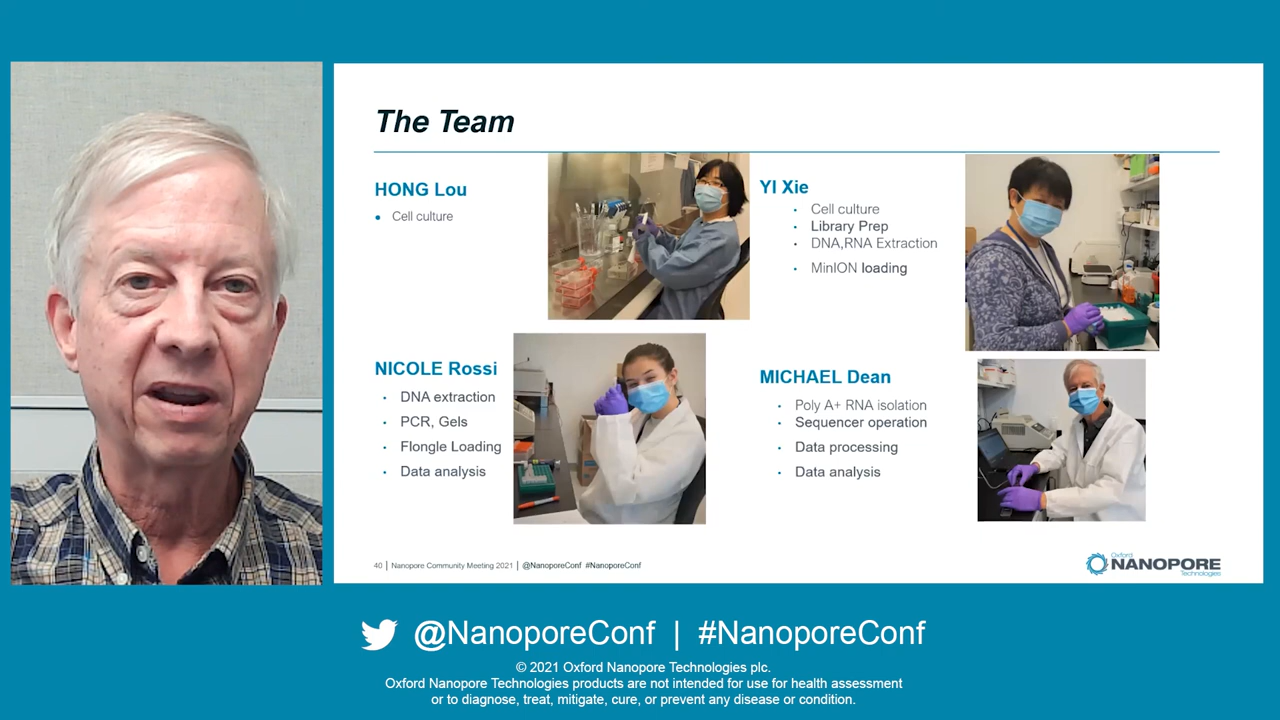 The Team
HONG Lou
• Cell culture
YI Xie
• Cell culture
• Library Prep
• DNA,RNA Extraction
• MinION loading
NICOLE Rossi
• DNA extraction
• PCR, Gels
• Flongle Loading
• Data analysis
MICHAEL Dean
• Poly A+ RNA isolation
• Sequencer operation
• Data processing
• Data analysis
40 | Nanopore Community Meeting 2021 | @NanoporeConf #NanoporeConf
Oxford
NANOPORE
Technologies
@NanoporeConf | #NanoporeConf
© 2021 Oxford Nanopore Technologies plc.
Oxford Nanopore Technologies products are not intended for use for health assessment
or to diagnose, treat, mitigate, cure, or prevent any disease or condition.